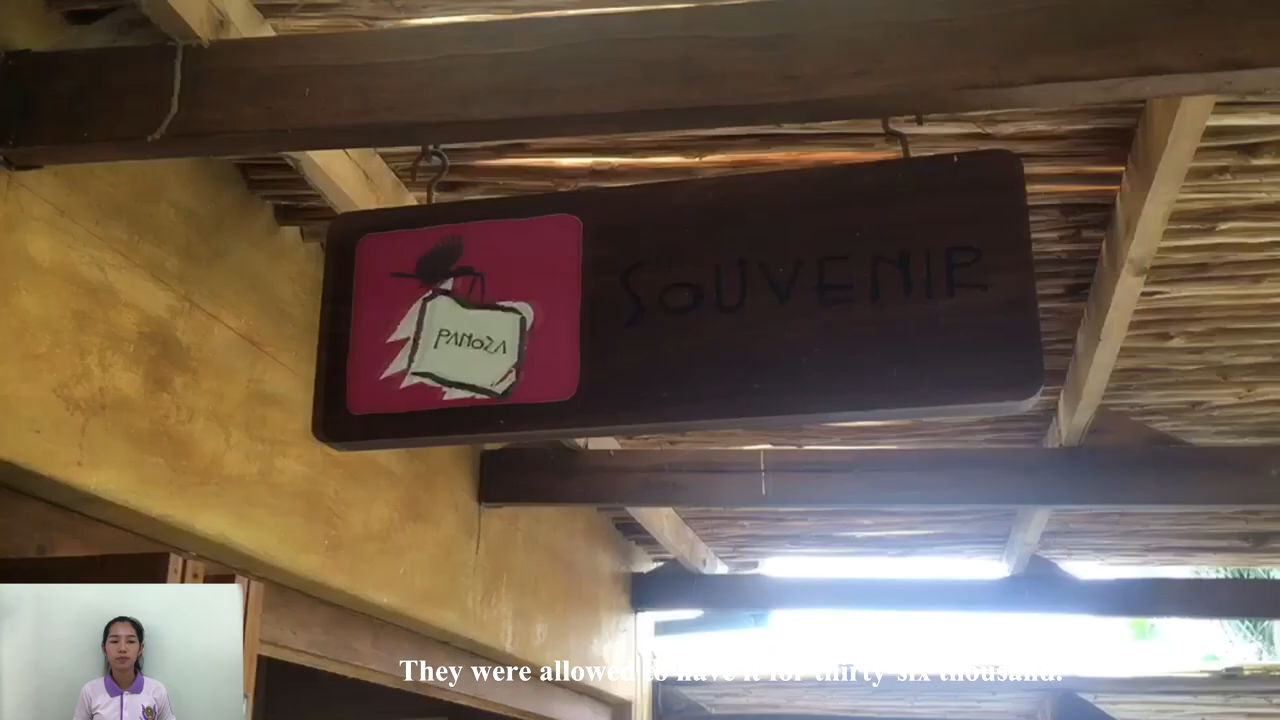 SOUVENIR
PANOZA
They were allowed to have it for thirty-six thousand.